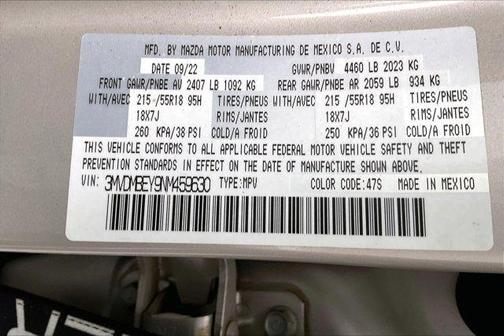 MFD. BY MAZDA MOTOR MANUFACTURING DE MEXICO S.A. DE C.V.
DATE 09/22 GVWR/PNBV 4460 LB 2023 KG
FRONT GAWR/PNBE AV 2407 LB 1092 KG REAR GAWR/PNBE AR 2059 LB 934 KG
WITH/AVEC 215 /55R18 95H TIRES/PNEUS WITH/AVEC 215 /55R18 95H TIRES/PNEUS
18X7J RIMS/JANTES 18X7J RIMS/JANTES
260 KPA/38 PSI COLD/A FROID 250 KPA/36 PSI COLD/A FROID
THIS VEHICLE CONFORMS TO ALL APPLICABLE FEDERAL MOTOR VEHICLE SAFETY AND THEFT
PREVENTION STANDARDS IN EFFECT ON THE DATE OF MANUFACTURE SHOWN ABOVE.
VIN: 3MVDMBEY9NM459630 TYPE:MPV COLOR CODE:47S MADE IN MEXICO